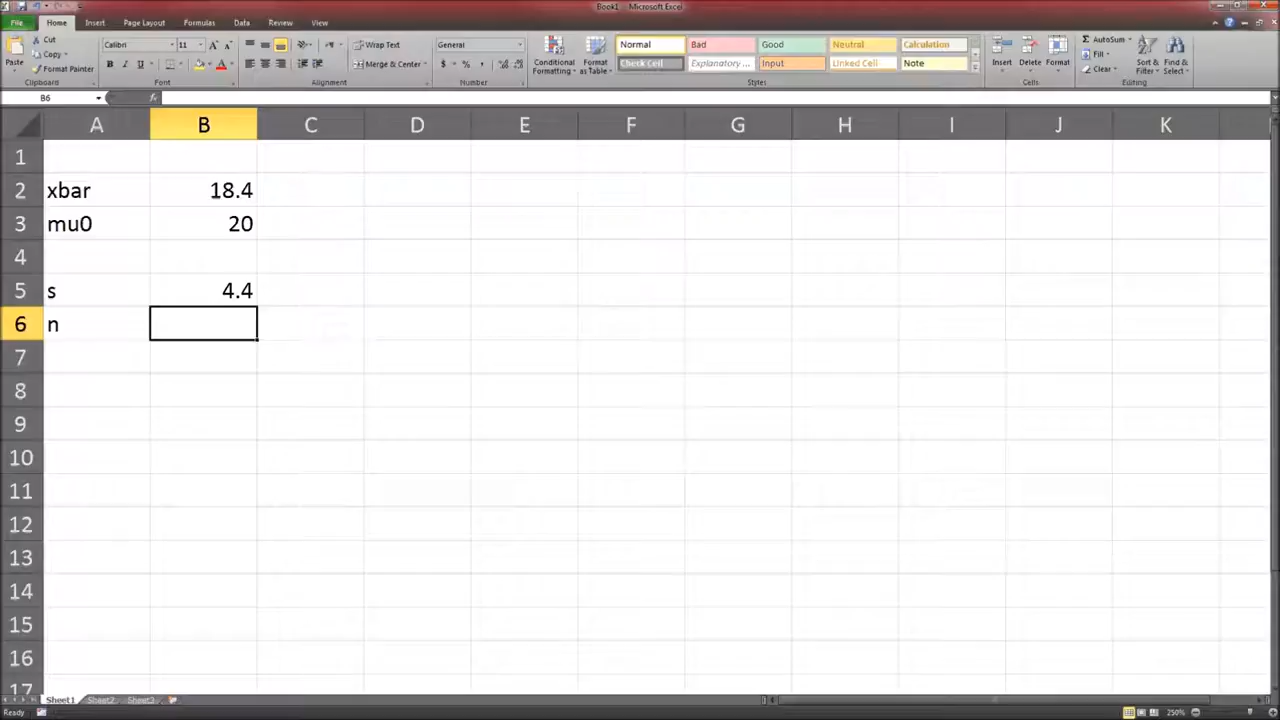 Book1 - Microsoft Excel
File Home Insert Page Layout Formulas Data Review View
Cut
Copy
Format Painter
Paste
Clipboard
Calibri 11
B I U
Font
Wrap Text
Merge & Center
Alignment
General
$ % ,
Number
Conditional Formatting
Format as Table
Normal Bad Good Neutral Calculation
Check Cell Explanatory ... Input Linked Cell Note
Styles
Insert Delete Format
Cells
Σ AutoSum
Fill
Clear
Sort & Filter
Find & Select
Editing
B6 fx
A B C D E F G H I J K
1
2 xbar 18.4
3 mu0 20
4
5 s 4.4
6 n
7
8
9
10
11
12
13
14
15
16
17
Sheet1 Sheet2 Sheet3
Ready 250%